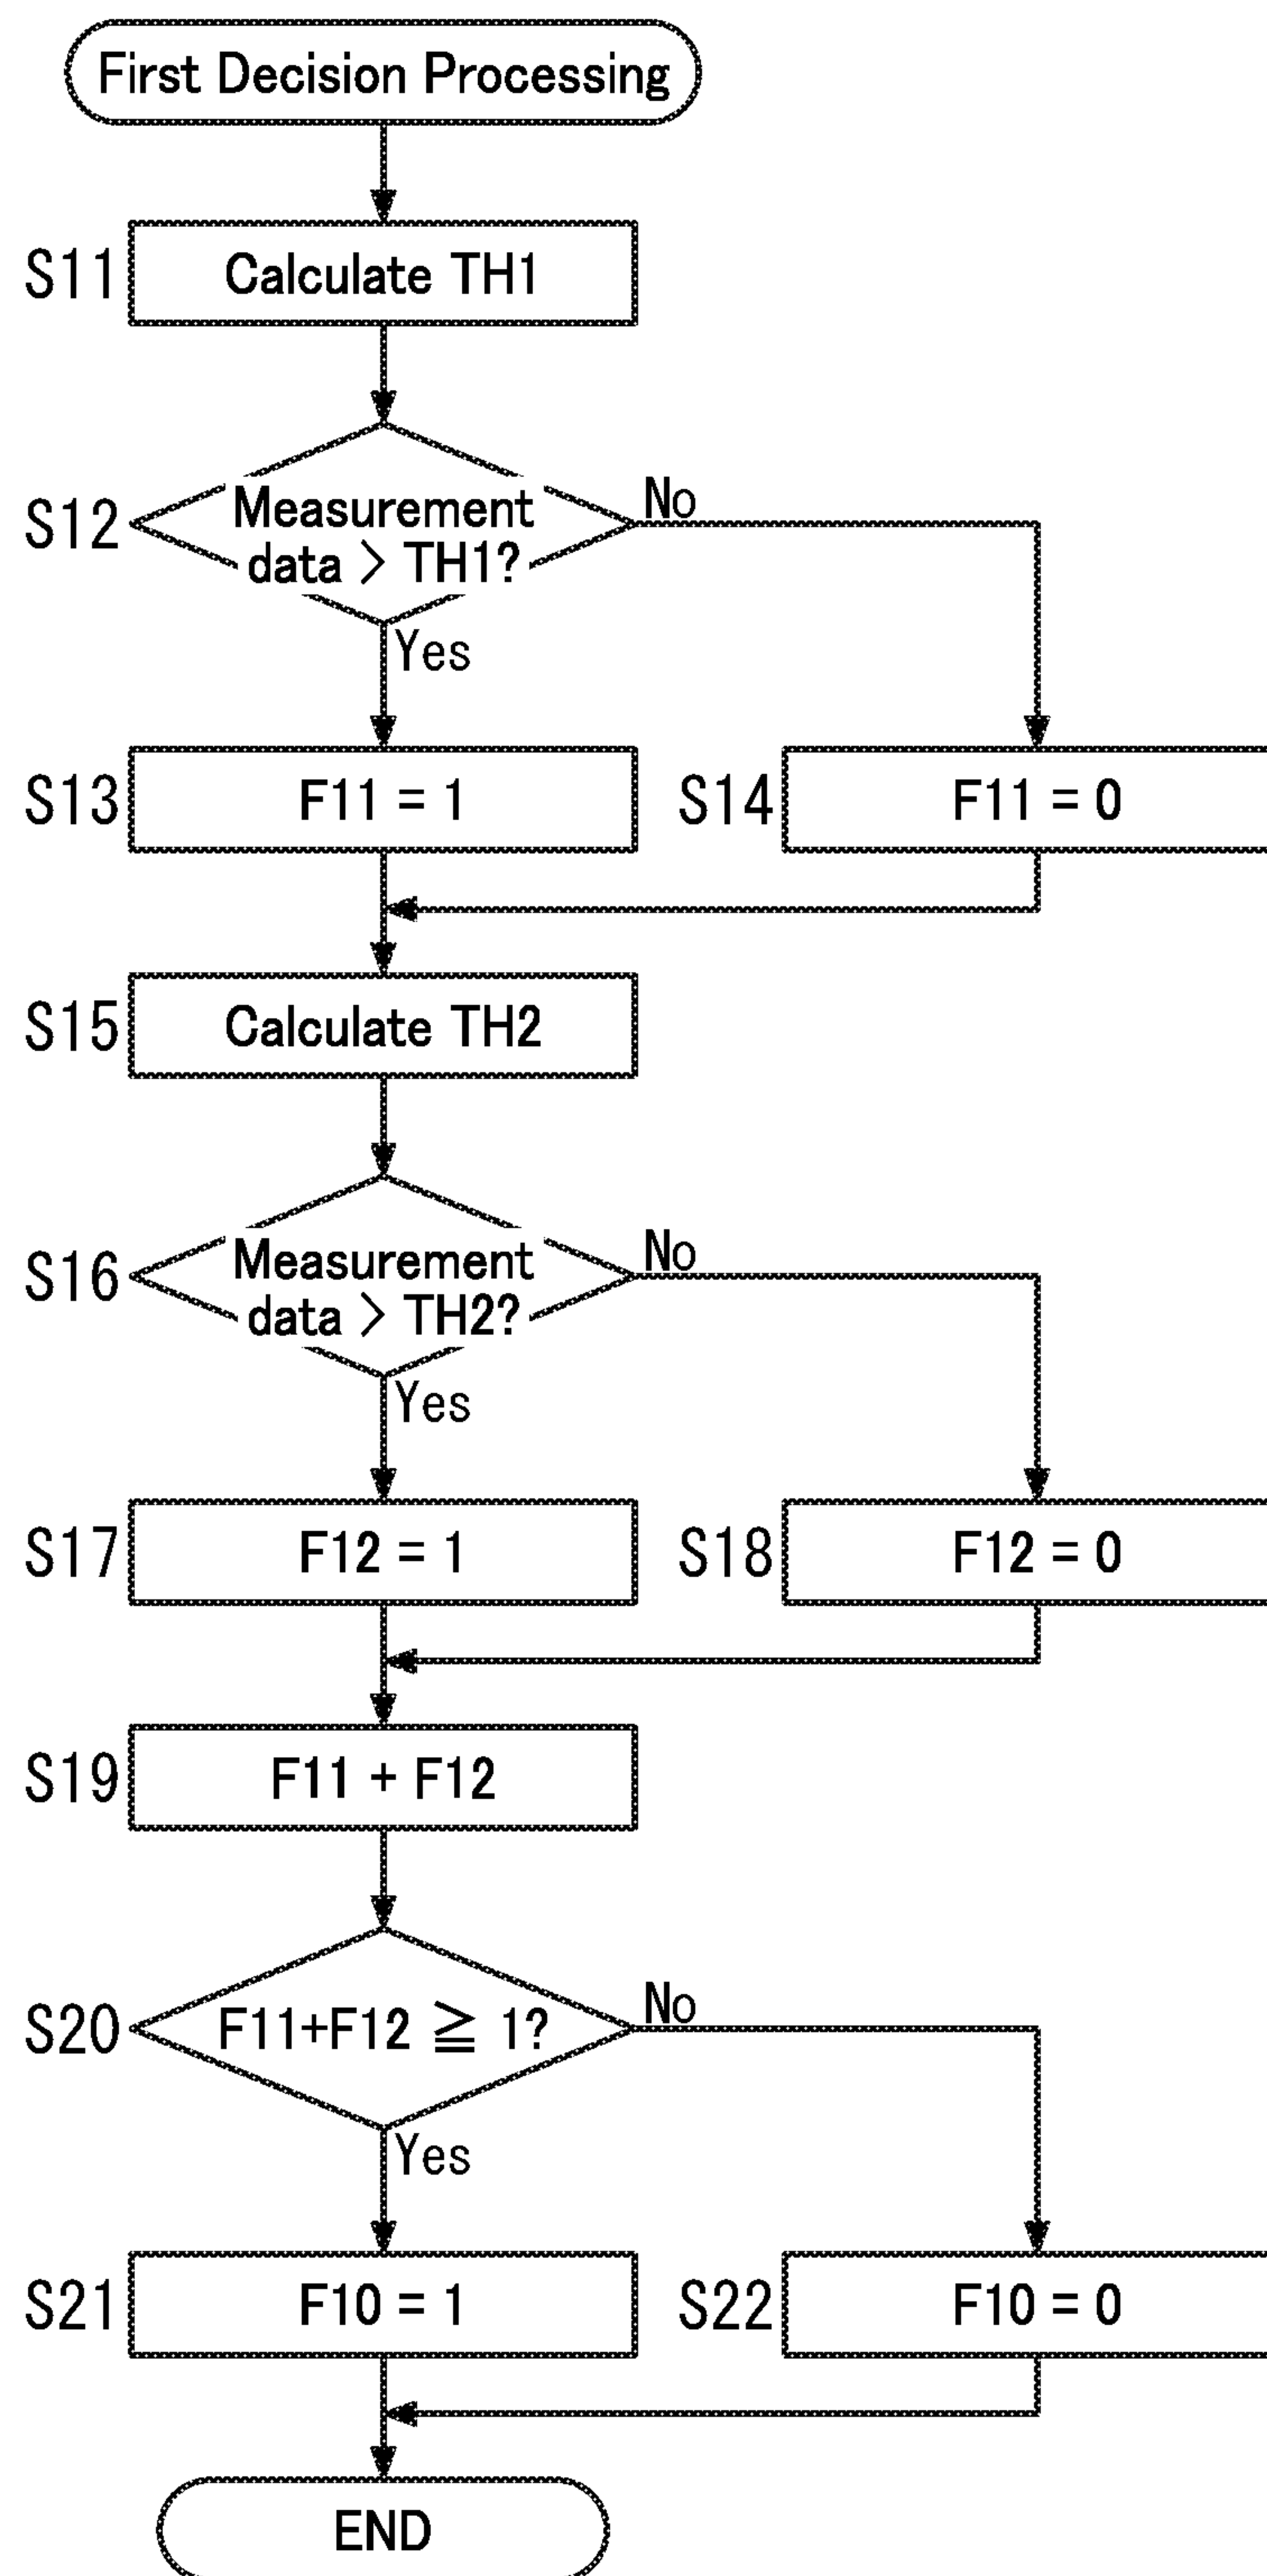 First Decision Processing
S11
Calculate TH1
S12
Measurement
data > TH1?
No
Yes
S13
F11 = 1
S14
F11 = 0
S15
Calculate TH2
S16
Measurement
data > TH2?
No
Yes
S17
F12 = 1
S18
F12 = 0
S19
F11 + F12
S20
F11+F12 ≧ 1?
No
Yes
S21
F10 = 1
S22
F10 = 0
END